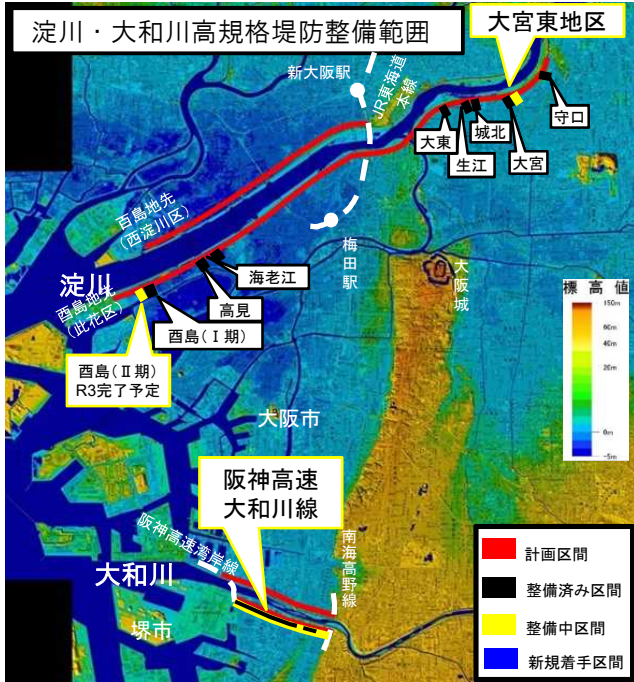 淀川・大和川高規格堤防整備範囲
大宮東地区
新大阪駅
JR東海道
本線
守口
大東
城北
生江
大宮
百島地先
(西淀川区)
梅田駅
大阪城
淀川
海老江
高見
酉島地先
(此花区)
酉島(Ⅰ期)
酉島(Ⅱ期)
R3完了予定
標高値
150m
60m
40m
20m
0m
-5m
大阪市
阪神高速
大和川線
阪神高速湾岸線
南海高野線
大和川
堺市
計画区間
整備済み区間
整備中区間
新規着手区間